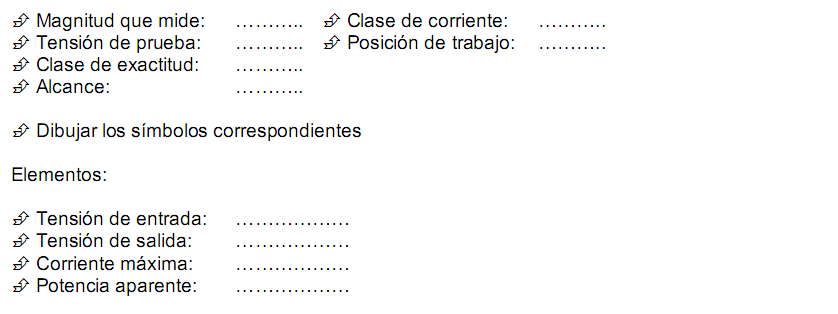 Magnitud que mide: ……….. Clase de corriente: ………..
Tensión de prueba: ……….. Posición de trabajo: ………..
Clase de exactitud: ………..
Alcance: ………..
Dibujar los símbolos correspondientes
Elementos:
Tensión de entrada: …………………
Tensión de salida: …………………
Corriente máxima: …………………
Potencia aparente: …………………